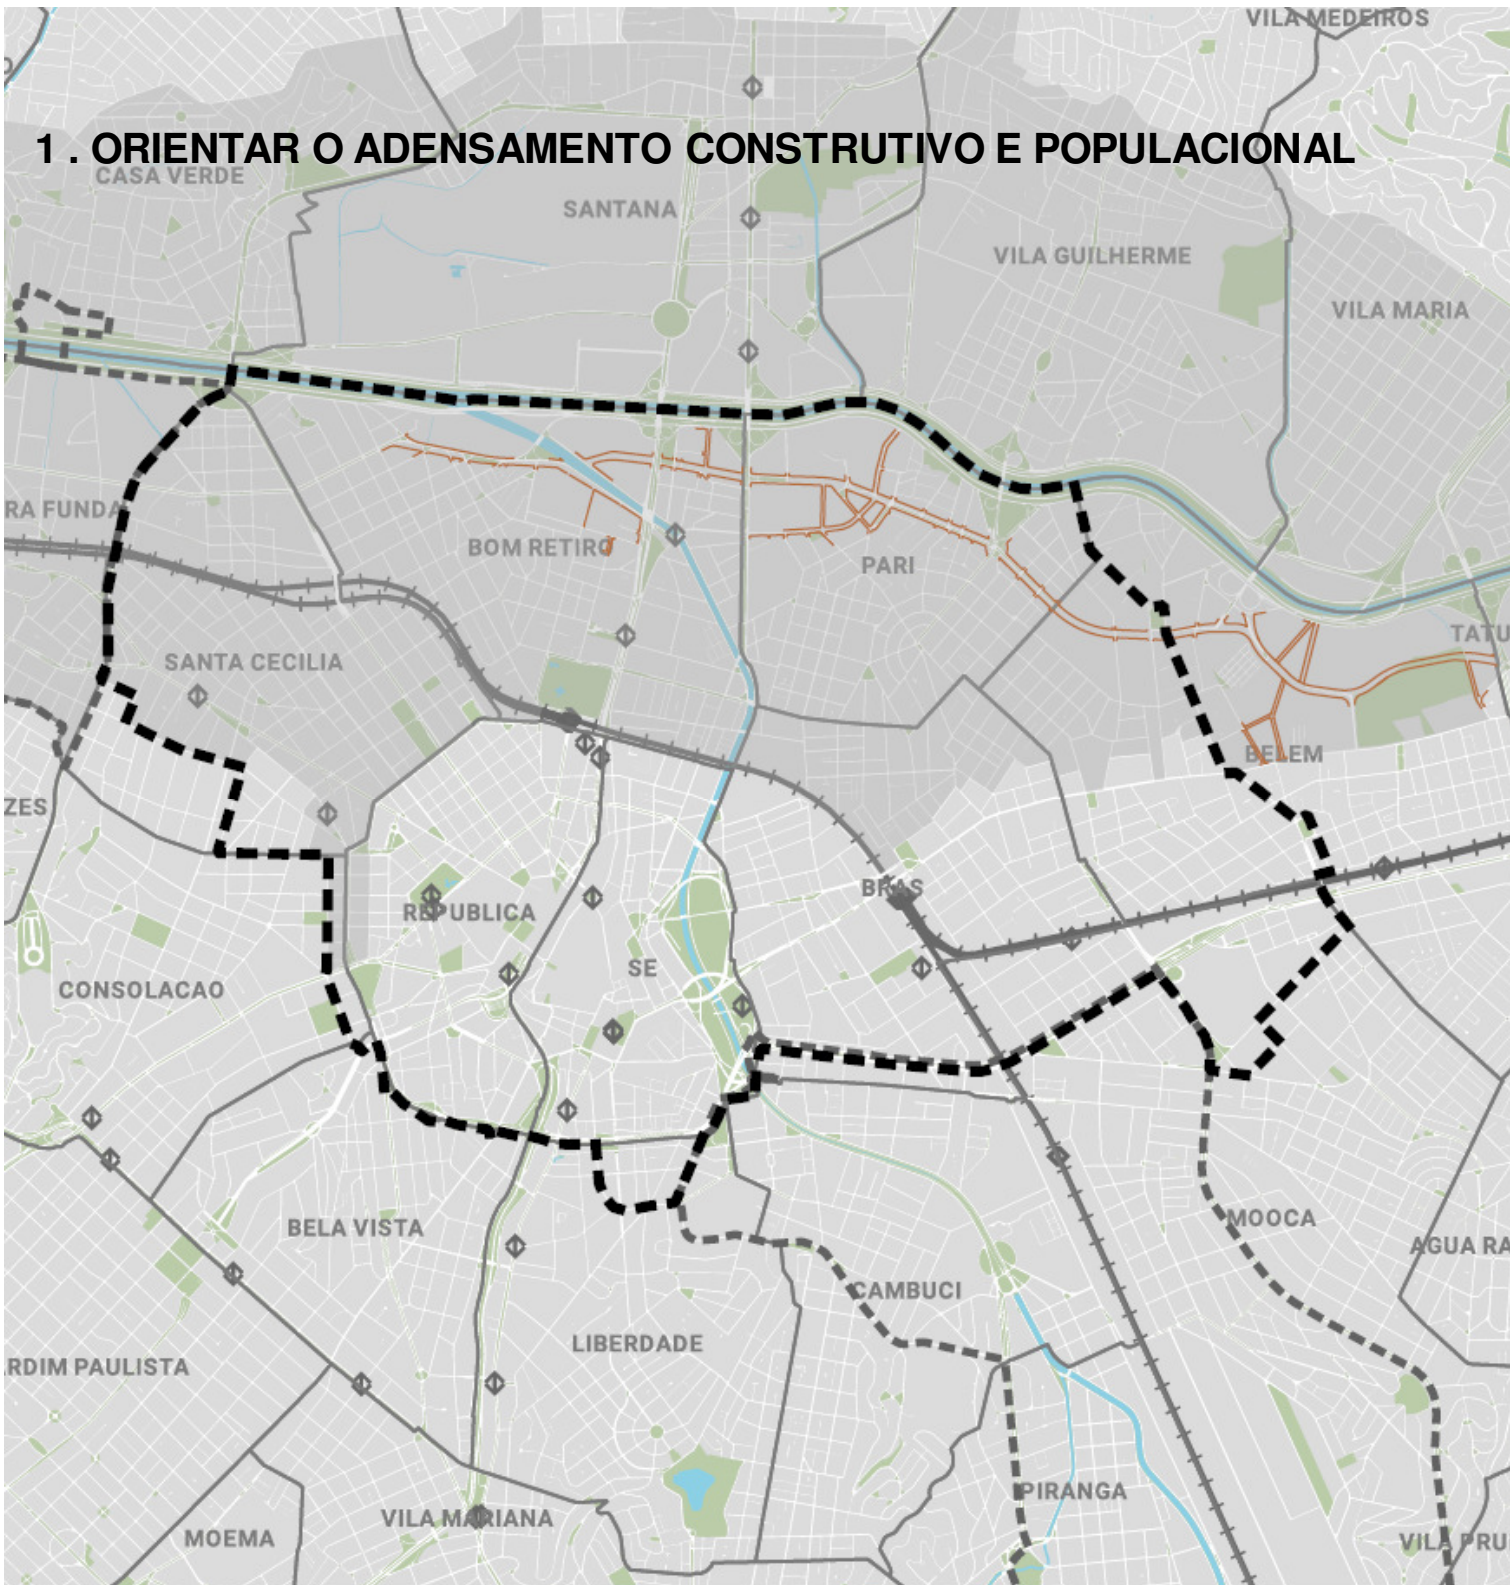 VILA MEDEIROS
1 . ORIENTAR O ADENSAMENTO CONSTRUTIVO E POPULACIONAL
CASA VERDE
SANTANA
VILA GUILHERME
VILA MARIA
RA FUNDA
BOM RETIRO
PARI
TATU
SANTA CECILIA
BELEM
ZES
BRAS
REPUBLICA
SE
CONSOLACAO
MOOCA
BELA VISTA
AGUA RA
CAMBUCI
LIBERDADE
RDIM PAULISTA
PIRANGA
VILA MARIANA
MOEMA
VILA PRU